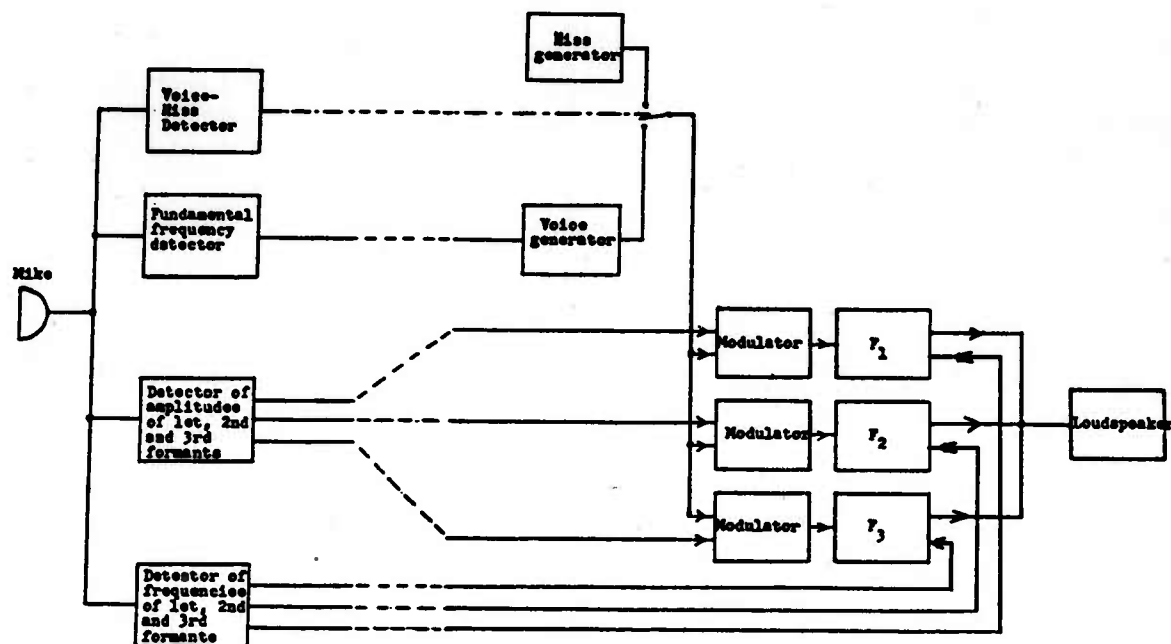 Hiss
generator
Voice-
Hiss
Detector
Fundamental
frequency
detector
Voice
generator
Mike
Modulator
F1
Detector of
amplitudes
of 1st, 2nd
and 3rd
formants
Modulator
F2
Loudspeaker
Modulator
F3
Detector of
frequencies
of 1st, 2nd
and 3rd
formants